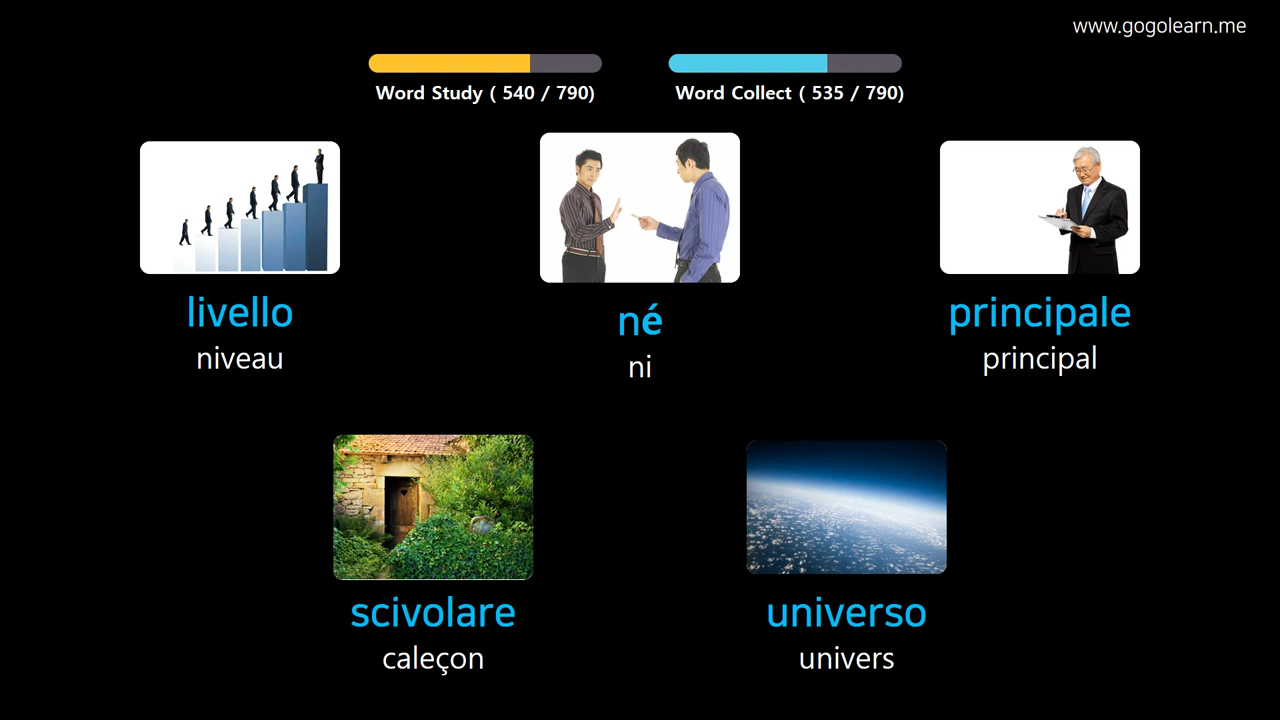 www.gogolearn.me
Word Study ( 540 / 790)
Word Collect ( 535 / 790)
livello
niveau
né
ni
principale
principal
scivolare
caleçon
universo
univers